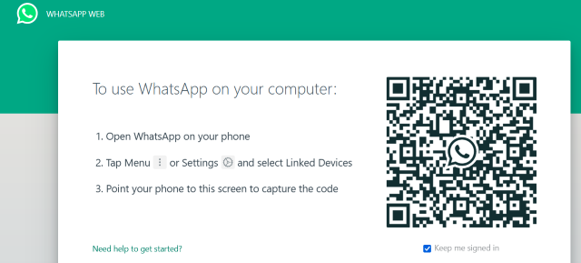 WHATSAPP WEB
To use WhatsApp on your computer:
1. Open WhatsApp on your phone
2. Tap Menu or Settings and select Linked Devices
3. Point your phone to this screen to capture the code
Need help to get started?
Keep me signed in